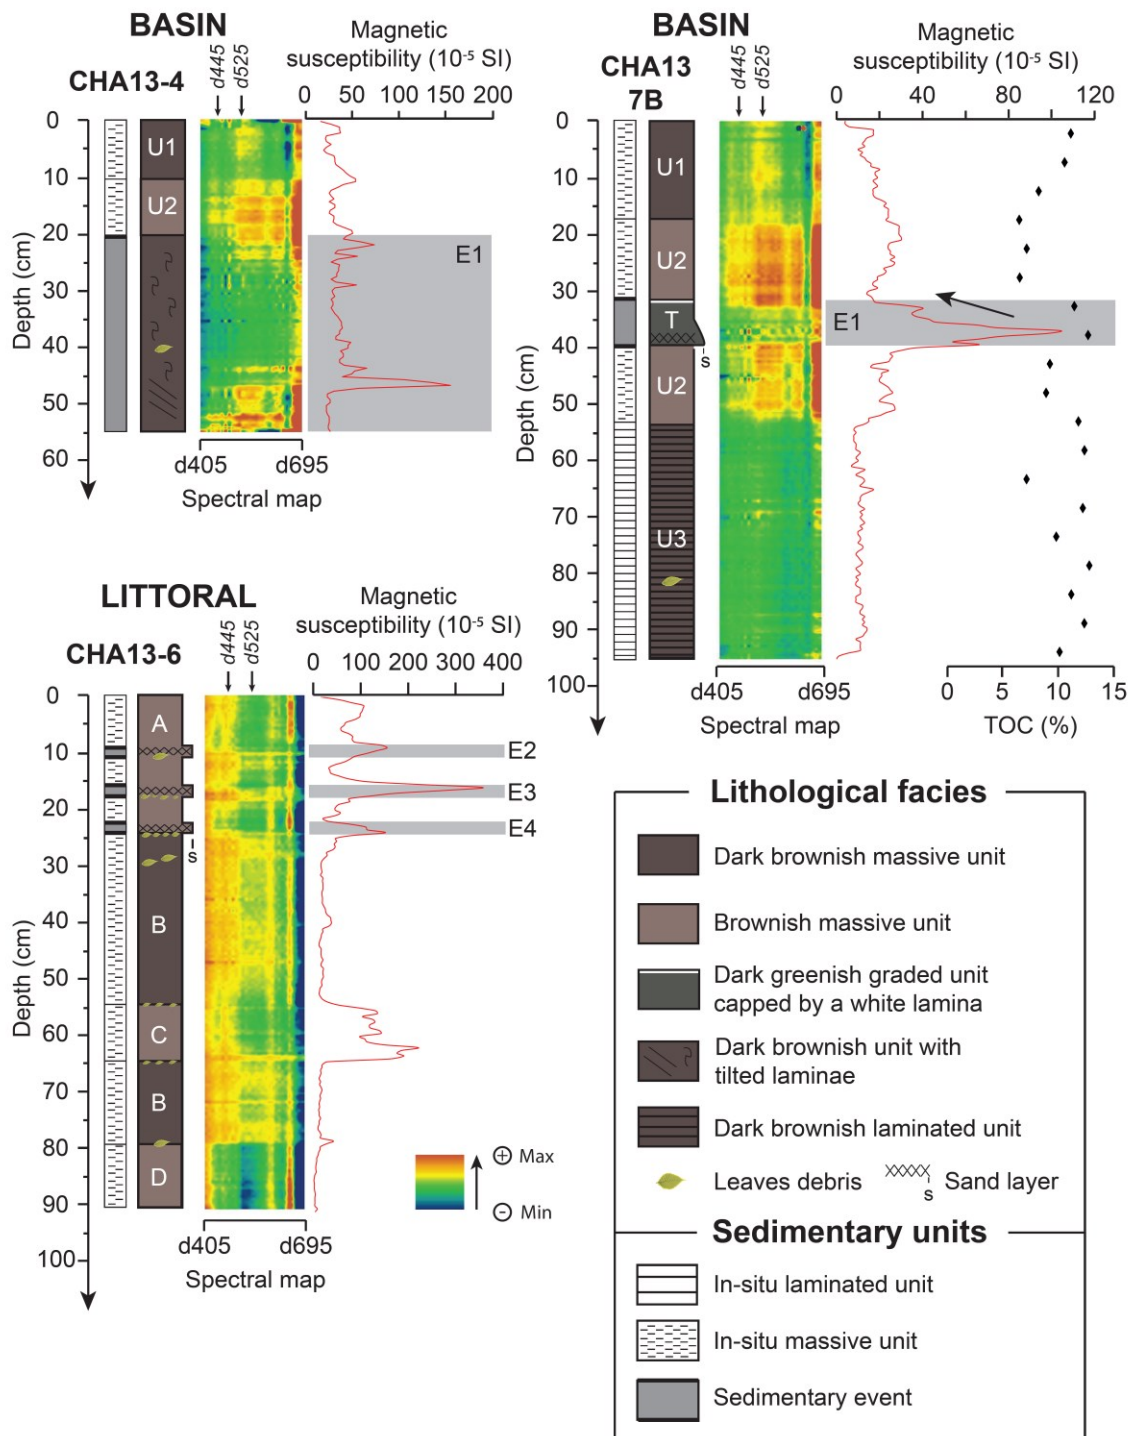 BASIN
CHA13-4
d445
d525
Magnetic
susceptibility (10-5 SI)
0 50 100 150 200
0
10
20
30
40
50
60
Depth (cm)
U1
U2
E1
d405 d695
Spectral map
BASIN
CHA13
7B
d445
d525
Magnetic
susceptibility (10-5 SI)
0 40 80 120
0
10
20
30
40
50
60
70
80
90
100
Depth (cm)
U1
U2
T
s
U2
U3
E1
d405 d695
Spectral map
0 5 10 15
TOC (%)
LITTORAL
CHA13-6
d445
d525
Magnetic
susceptibility (10-5 SI)
0 100 200 300 400
0
10
20
30
40
50
60
70
80
90
100
Depth (cm)
A
B
C
B
D
s
E2
E3
E4
d405 d695
Spectral map
+ Max
- Min
Lithological facies
Dark brownish massive unit
Brownish massive unit
Dark greenish graded unit
capped by a white lamina
Dark brownish unit with
tilted laminae
Dark brownish laminated unit
Leaves debris
s
Sand layer
Sedimentary units
In-situ laminated unit
In-situ massive unit
Sedimentary event